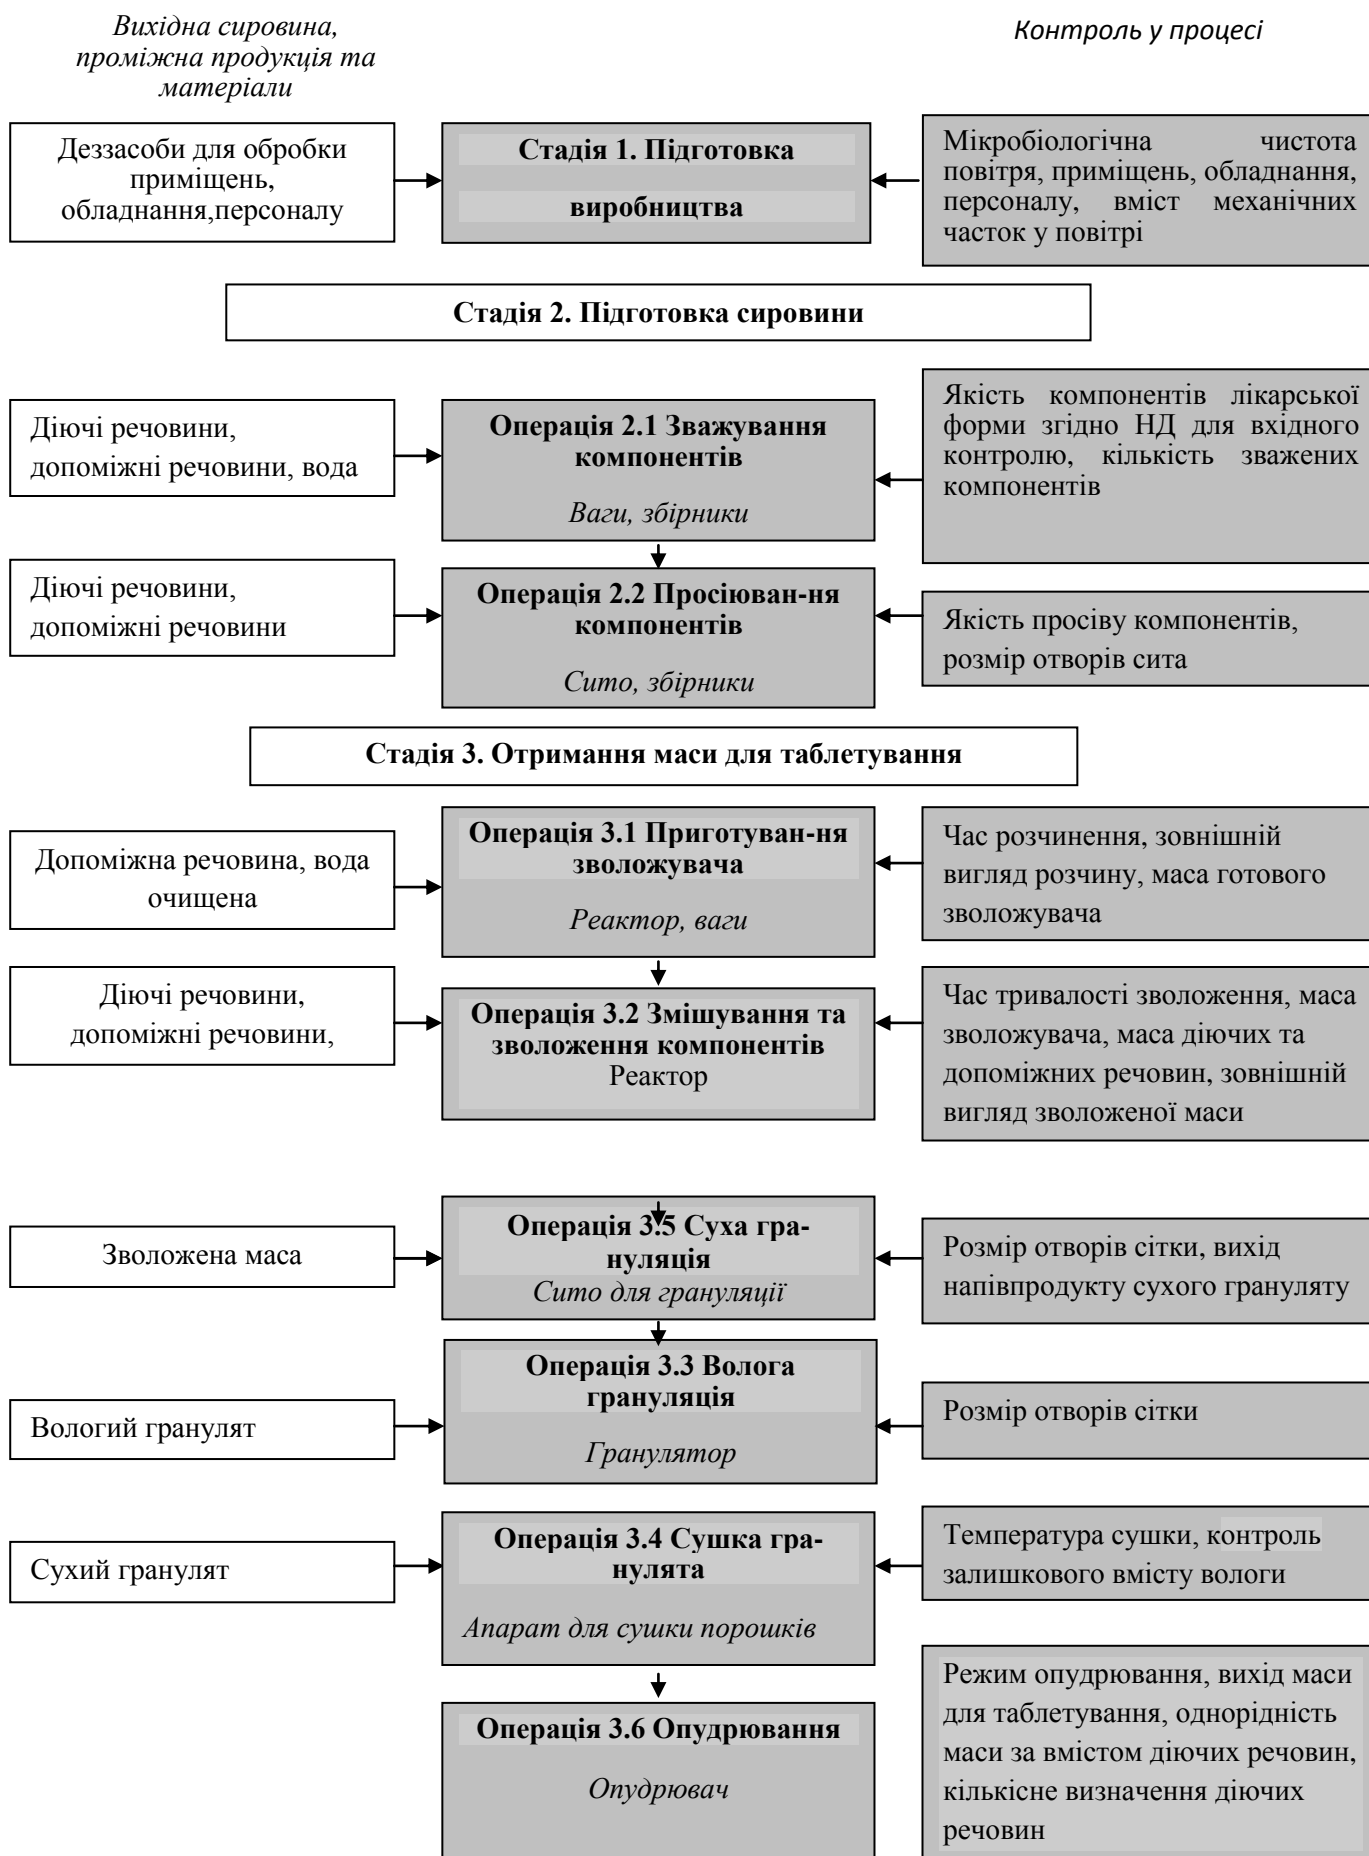 Вихідна сировина,
проміжна продукція та
матеріали
Контроль у процесі
Деззасоби для обробки
приміщень,
обладнання,персоналу
Стадія 1. Підготовка
виробництва
Мікробіологічна чистота
повітря, приміщень, обладнання,
персоналу, вміст механічних
часток у повітрі
Стадія 2. Підготовка сировини
Діючі речовини,
допоміжні речовини, вода
Операція 2.1 Зважування
компонентів
Ваги, збірники
Якість компонентів лікарської
форми згідно НД для вхідного
контролю, кількість зважених
компонентів
Діючі речовини,
допоміжні речовини
Операція 2.2 Просіюван-ня
компонентів
Сито, збірники
Якість просіву компонентів,
розмір отворів сита
Стадія 3. Отримання маси для таблетування
Допоміжна речовина, вода
очищена
Операція 3.1 Приготуван-ня
зволожувача
Реактор, ваги
Час розчинення, зовнішній
вигляд розчину, маса готового
зволожувача
Діючі речовини,
допоміжні речовини,
Операція 3.2 Змішування та
зволоження компонентів
Реактор
Час тривалості зволоження, маса
зволожувача, маса діючих та
допоміжних речовин, зовнішній
вигляд зволоженої маси
Зволожена маса
Операція 3.5 Суха гра-
нуляція
Сито для грануляції
Розмір отворів сітки, вихід
напівпродукту сухого грануляту
Вологий гранулят
Операція 3.3 Волога
грануляція
Гранулятор
Розмір отворів сітки
Сухий гранулят
Операція 3.4 Сушка гра-
нулята
Апарат для сушки порошків
Температура сушки, контроль
залишкового вмісту вологи
Операція 3.6 Опудрювання
Опудрювач
Режим опудрювання, вихід маси
для таблетування, однорідність
маси за вмістом діючих речовин,
кількісне визначення діючих
речовин